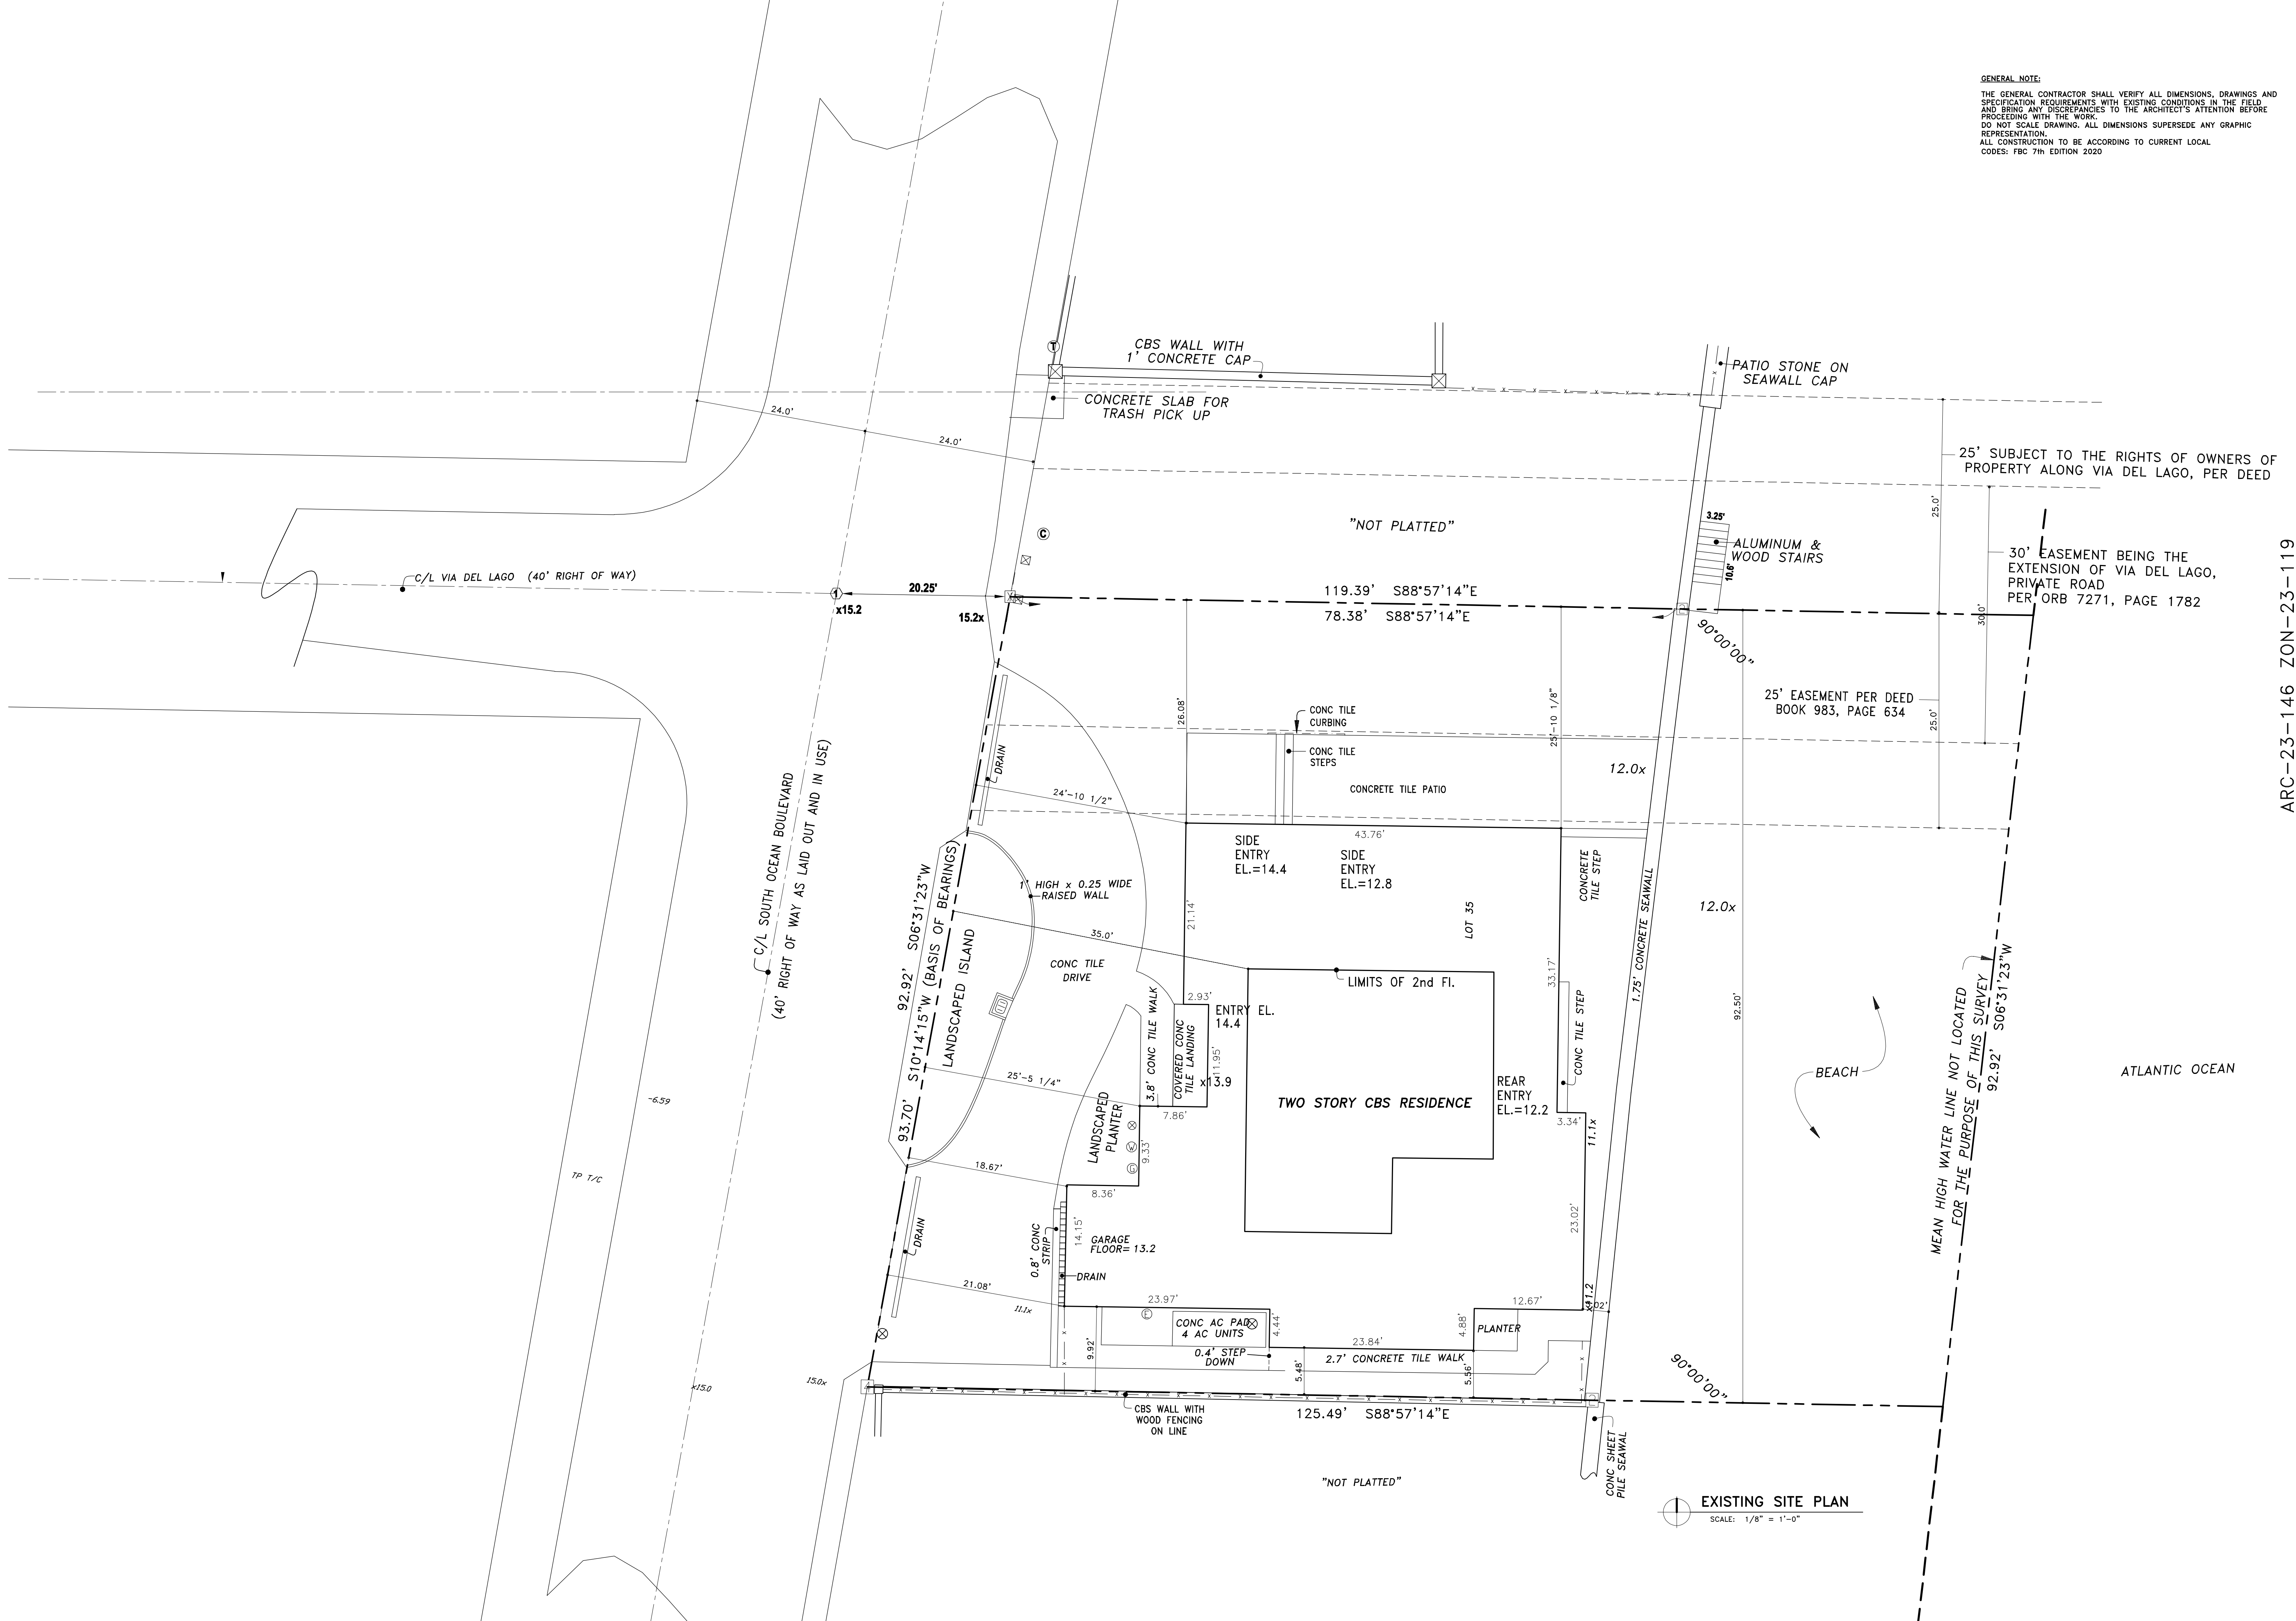 GENERAL NOTE:
THE GENERAL CONTRACTOR SHALL VERIFY ALL DIMENSIONS, DRAWINGS AND
SPECIFICATION REQUIREMENTS WITH EXISTING CONDITIONS IN THE FIELD
AND BRING ANY DISCREPANCIES TO THE ARCHITECT'S ATTENTION BEFORE
PROCEEDING WITH THE WORK.
DO NOT SCALE DRAWING. ALL DIMENSIONS SUPERSEDE ANY GRAPHIC
REPRESENTATION.
ALL CONSTRUCTION TO BE ACCORDING TO CURRENT LOCAL
CODES: FBC 7th EDITION 2020
T
CBS WALL WITH
1' CONCRETE CAP
PATIO STONE ON
SEAWALL CAP
CONCRETE SLAB FOR
TRASH PICK UP
24.0'
24.0'
25' SUBJECT TO THE RIGHTS OF OWNERS OF
PROPERTY ALONG VIA DEL LAGO, PER DEED
25.0'
"NOT PLATTED"
C
3.25'
ALUMINUM &
WOOD STAIRS
10.6'
30' EASEMENT BEING THE
EXTENSION OF VIA DEL LAGO,
PRIVATE ROAD
PER ORB 7271, PAGE 1782
30.0'
ARC-23-146 ZON-23-119
C/L VIA DEL LAGO (40' RIGHT OF WAY)
1
20.25'
x15.2
15.2x
119.39' S88°57'14"E
78.38' S88°57'14"E
90°00'00"
25' EASEMENT PER DEED
BOOK 983, PAGE 634
25.0'
26.08'
25'-10 1/8"
CONC TILE
CURBING
CONC TILE
STEPS
CONCRETE TILE PATIO
12.0x
DRAIN
24'-10 1/2"
43.76'
SIDE
ENTRY
EL.=14.4
SIDE
ENTRY
EL.=12.8
CONCRETE
TILE STEP
C/L SOUTH OCEAN BOULEVARD
(40' RIGHT OF WAY AS LAID OUT AND IN USE)
92.92' S06°31'23"W
93.70' S10°14'15"W (BASIS OF BEARINGS)
LANDSCAPED ISLAND
1' HIGH x 0.25 WIDE
RAISED WALL
21.14'
LOT 35
12.0x
1.75' CONCRETE SEAWALL
35.0'
CONC TILE
DRIVE
LIMITS OF 2nd Fl.
33.17'
92.50'
2.93'
ENTRY EL.
14.4
3.8' CONC TILE WALK
COVERED CONC
TILE LANDING
11.95'
x13.9
CONC TILE STEP
BEACH
ATLANTIC OCEAN
MEAN HIGH WATER LINE NOT LOCATED
FOR THE PURPOSE OF THIS SURVEY
92.92' S06°31'23"W
25'-5 1/4"
7.86'
TWO STORY CBS RESIDENCE
REAR
ENTRY
EL.=12.2
3.34'
11.1x
-6.59
TP T/C
LANDSCAPED
PLANTER
W
G
9.33'
18.67'
8.36'
14.15'
GARAGE
FLOOR= 13.2
0.8' CONC
STRIP
DRAIN
DRAIN
23.02'
21.08'
11.1x
23.97'
E
CONC AC PAD
4 AC UNITS
4.44'
4.88'
12.67'
PLANTER
9.92'
0.4' STEP
DOWN
23.84'
2.7' CONCRETE TILE WALK
5.48'
5.56'
90°00'00"
x15.0
15.0x
CBS WALL WITH
WOOD FENCING
ON LINE
125.49' S88°57'14"E
CONC SHEET
PILE SEAWAL
"NOT PLATTED"
EXISTING SITE PLAN
SCALE: 1/8" = 1'-0"